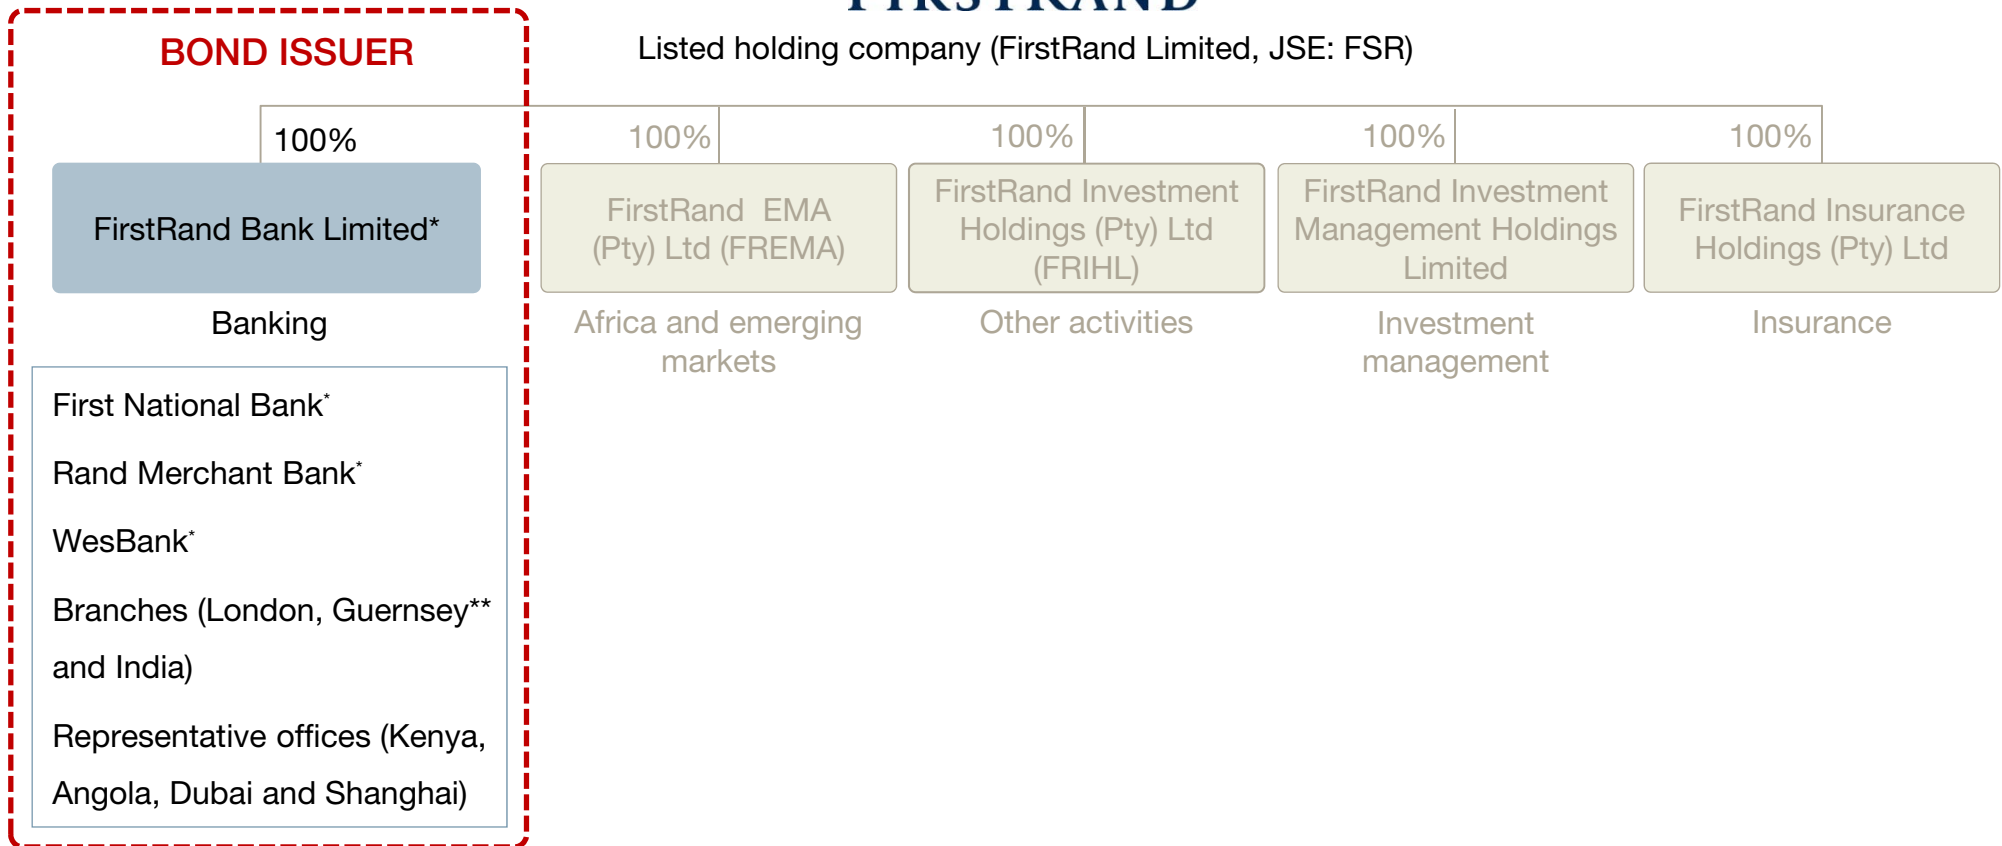 FIRSTRAND
BOND ISSUER
Listed holding company (FirstRand Limited, JSE: FSR)
100%
100%
100%
100%
100%
FirstRand Bank Limited*
FirstRand EMA
(Pty) Ltd (FREMA)
FirstRand Investment
Holdings (Pty) Ltd
(FRIHL)
FirstRand Investment
Management Holdings
Limited
FirstRand Insurance
Holdings (Pty) Ltd
Banking
Africa and emerging
markets
Other activities
Investment
management
Insurance
First National Bank*
Rand Merchant Bank*
WesBank*
Branches (London, Guernsey**
and India)
Representative offices (Kenya,
Angola, Dubai and Shanghai)